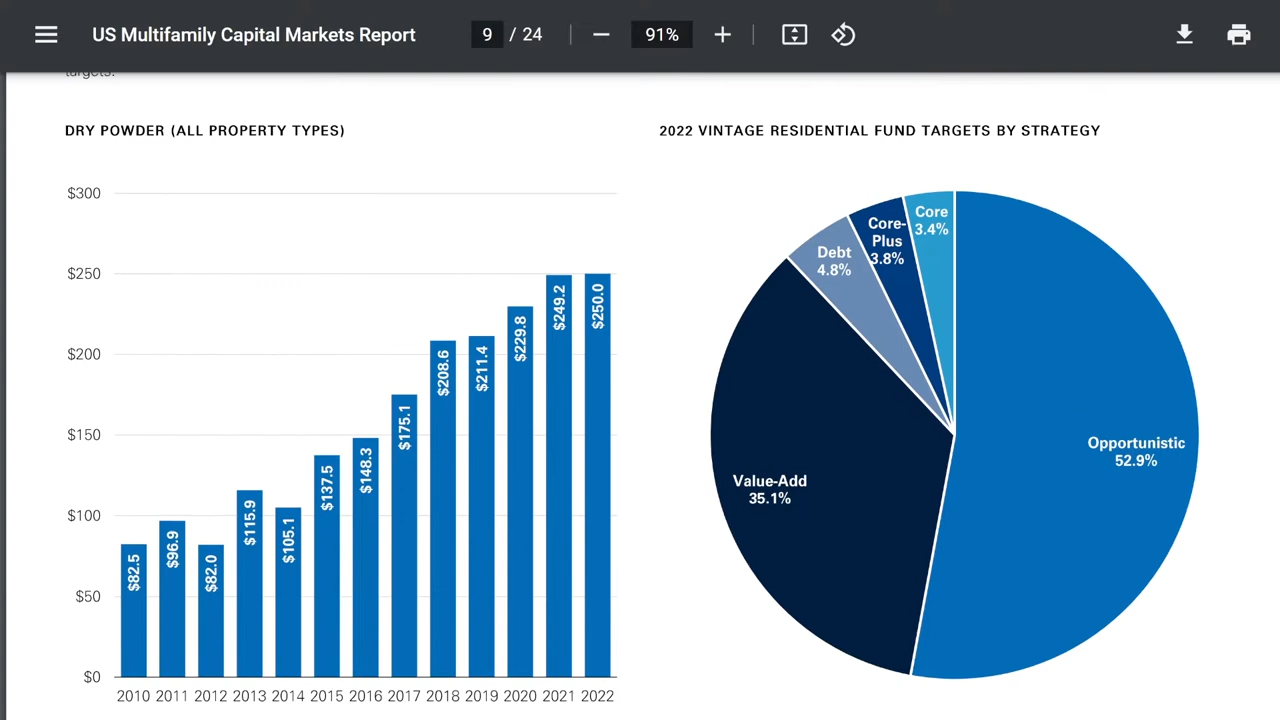 US Multifamily Capital Markets Report
9 / 24
91%
targets.
DRY POWDER (ALL PROPERTY TYPES)
$300
$250
$200
$150
$100
$50
$0
$82.5
$96.9
$82.0
$115.9
$105.1
$137.5
$148.3
$175.1
$208.6
$211.4
$229.8
$249.2
$250.0
2010 2011 2012 2013 2014 2015 2016 2017 2018 2019 2020 2021 2022
2022 VINTAGE RESIDENTIAL FUND TARGETS BY STRATEGY
Core
3.4%
Core-
Plus
3.8%
Debt
4.8%
Opportunistic
52.9%
Value-Add
35.1%